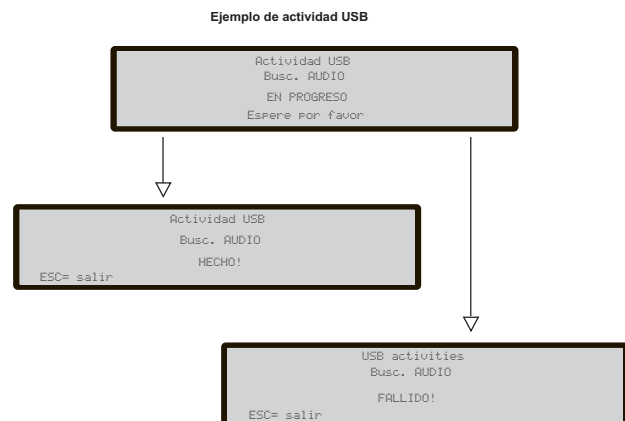 Ejemplo de actividad USB
Actividad USB
Busc. AUDIO
EN PROGRESO
Espere por favor
Actividad USB
Busc. AUDIO
HECHO!
ESC= salir
USB activities
Busc. AUDIO
FALLIDO!
ESC= salir